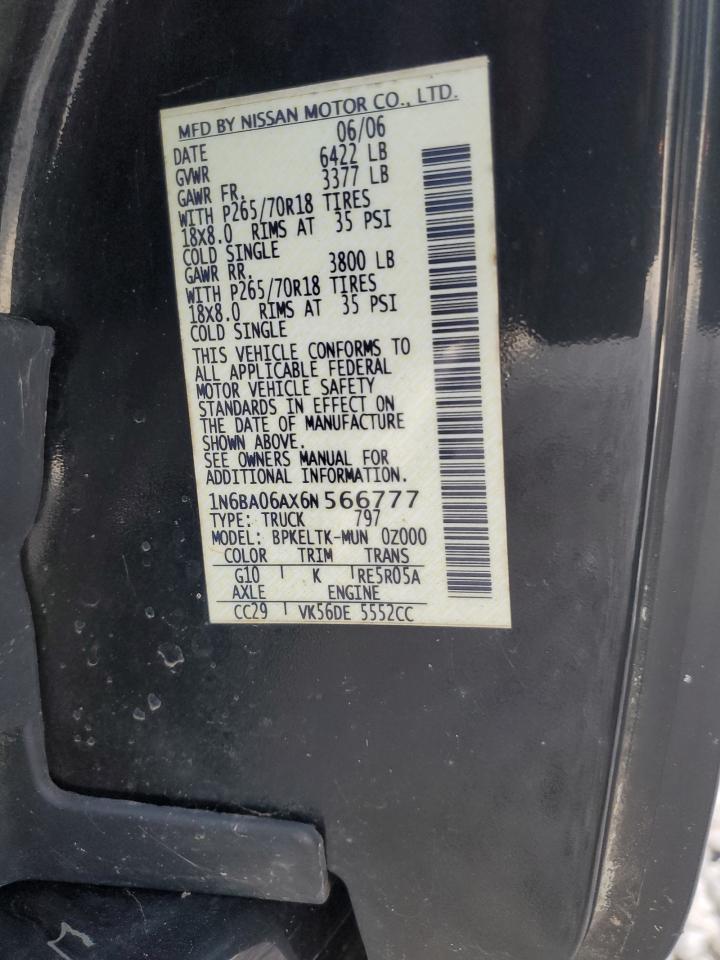 MFD BY NISSAN MOTOR CO., LTD.
DATE 06/06
GVWR 6422 LB
GAWR FR. 3377 LB
WITH P265/70R18 TIRES
18X8.0 RIMS AT 35 PSI
COLD SINGLE
GAWR RR. 3800 LB
WITH P265/70R18 TIRES
18X8.0 RIMS AT 35 PSI
COLD SINGLE
THIS VEHICLE CONFORMS TO
ALL APPLICABLE FEDERAL
MOTOR VEHICLE SAFETY
STANDARDS IN EFFECT ON
THE DATE OF MANUFACTURE
SHOWN ABOVE.
SEE OWNERS MANUAL FOR
ADDITIONAL INFORMATION.
1N6BA06AX6N566777
TYPE: TRUCK 797
MODEL: BPKELTK-MUN 0Z000
COLOR TRIM TRANS
G10 K RE5R05A
AXLE ENGINE
CC29 VK56DE 5552CC